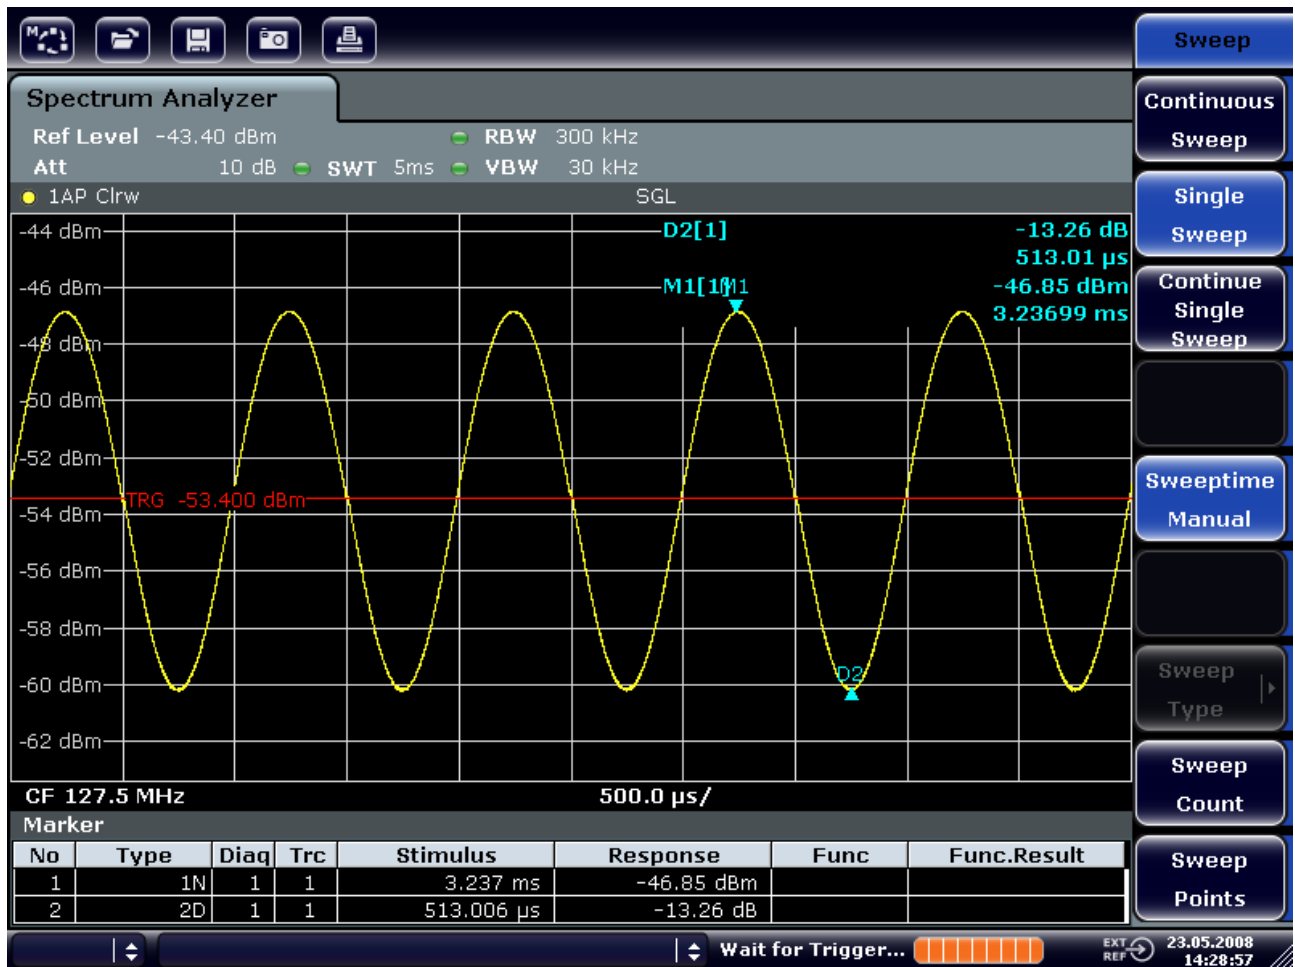 M
Sweep
Spectrum Analyzer
Ref Level -43.40 dBm RBW 300 kHz
Att 10 dB SWT 5ms VBW 30 kHz
1AP Clrw SGL
-44 dBm
D2[1] -13.26 dB
513.01 µs
-46 dBm
M1[1] M1 -46.85 dBm
3.23699 ms
-48 dBm
-50 dBm
-52 dBm
TRG -53.400 dBm
-54 dBm
-56 dBm
-58 dBm
D2
-60 dBm
-62 dBm
CF 127.5 MHz 500.0 µs/
Marker
No Type Diaq Trc Stimulus Response Func Func.Result
1 1N 1 1 3.237 ms -46.85 dBm
2 2D 1 1 513.006 µs -13.26 dB
Continuous
Sweep
Single
Sweep
Continue
Single
Sweep
Sweeptime
Manual
Sweep
Type
Sweep
Count
Sweep
Points
Wait for Trigger...
EXT
REF
23.05.2008
14:28:57